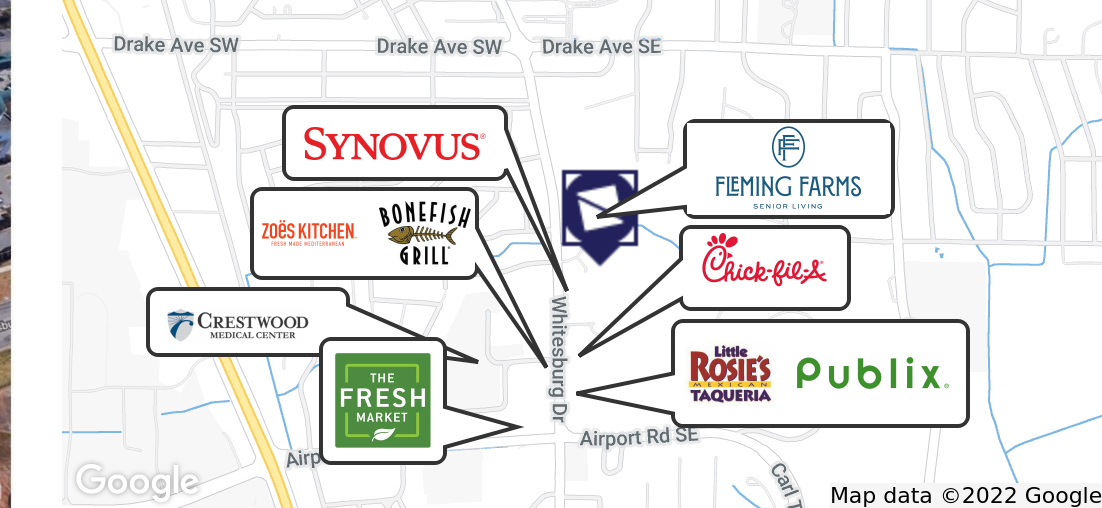 Drake Ave SW
Drake Ave SW
Drake Ave SE
SYNOVUS®
FF
FLEMING FARMS
SENIOR LIVING
ZOËS KITCHEN
FRESH MADE MEDITERRANEAN
BONEFISH
GRILL
Chick-fil-A
CRESTWOOD
MEDICAL CENTER
Whitesburg Dr
Little
ROSIE'S
MEXICAN
TAQUERIA
Publix
THE
FRESH
MARKET
Airport Rd SE
Airp
Carl T
Google
Map data ©2022 Google